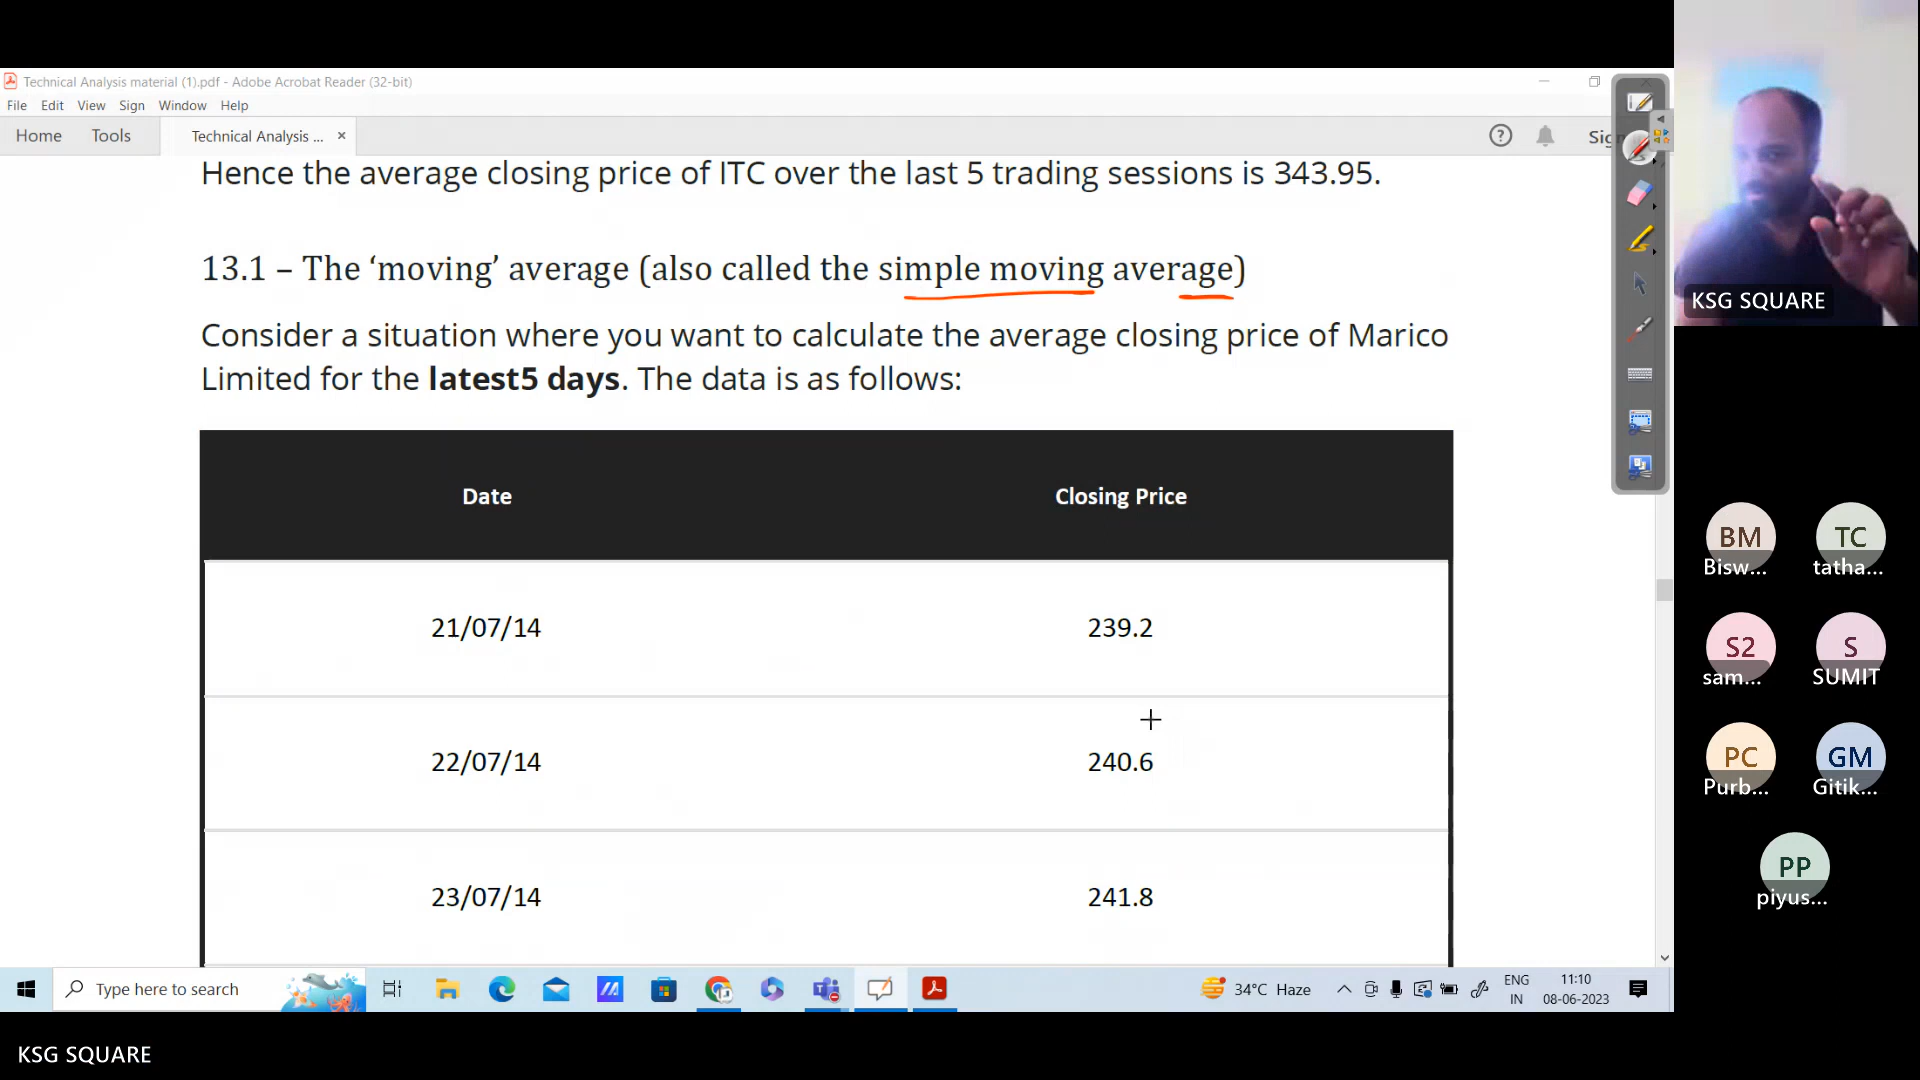 Technical Analysis material (1).pdf - Adobe Acrobat Reader (32-bit)
File Edit View Sign Window Help
Home Tools Technical Analysis ... ×
Hence the average closing price of ITC over the last 5 trading sessions is 343.95.
13.1 – The ‘moving’ average (also called the simple moving average)
Consider a situation where you want to calculate the average closing price of Marico
Limited for the latest5 days. The data is as follows:
Date Closing Price
21/07/14 239.2
22/07/14 240.6
23/07/14 241.8
KSG SQUARE
BM TC
Bisw... tatha...
S2 S
sam... SUMIT
PC GM
Purb... Gitik...
PP
piyus...
Type here to search
34°C Haze
ENG
IN
11:10
08-06-2023
KSG SQUARE